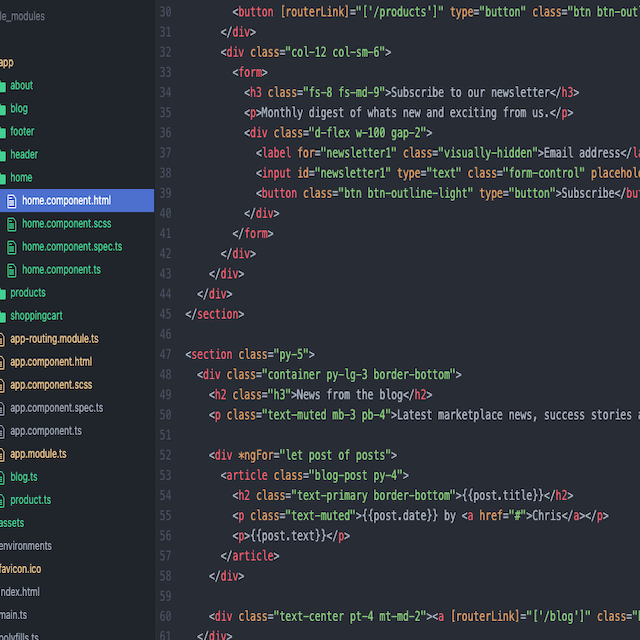 le_modules
app
about
blog
footer
header
home
home.component.html
home.component.scss
home.component.spec.ts
home.component.ts
products
shoppingcart
app-routing.module.ts
app.component.html
app.component.scss
app.component.spec.ts
app.component.ts
app.module.ts
blog.ts
product.ts
assets
environments
favicon.ico
index.html
main.ts
polyfills.ts
30 <button [routerLink]="['/products']" type="button" class="btn btn-outl
31 </div>
32 <div class="col-12 col-sm-6">
33 <form>
34 <h3 class="fs-8 fs-md-9">Subscribe to our newsletter</h3>
35 <p>Monthly digest of whats new and exciting from us.</p>
36 <div class="d-flex w-100 gap-2">
37 <label for="newsletter1" class="visually-hidden">Email address</la
38 <input id="newsletter1" type="text" class="form-control" placehold
39 <button class="btn btn-outline-light" type="button">Subscribe</but
40 </div>
41 </form>
42 </div>
43 </div>
44 </div>
45 </section>
46
47 <section class="py-5">
48 <div class="container py-lg-3 border-bottom">
49 <h2 class="h3">News from the blog</h2>
50 <p class="text-muted mb-3 pb-4">Latest marketplace news, success stories a
51
52 <div *ngFor="let post of posts">
53 <article class="blog-post py-4">
54 <h2 class="text-primary border-bottom">{{post.title}}</h2>
55 <p class="text-muted">{{post.date}} by <a href="#">Chris</a></p>
56 <p>{{post.text}}</p>
57 </article>
58 </div>
59
60 <div class="text-center pt-4 mt-md-2"><a [routerLink]="['/blog']" class="
61 </div>